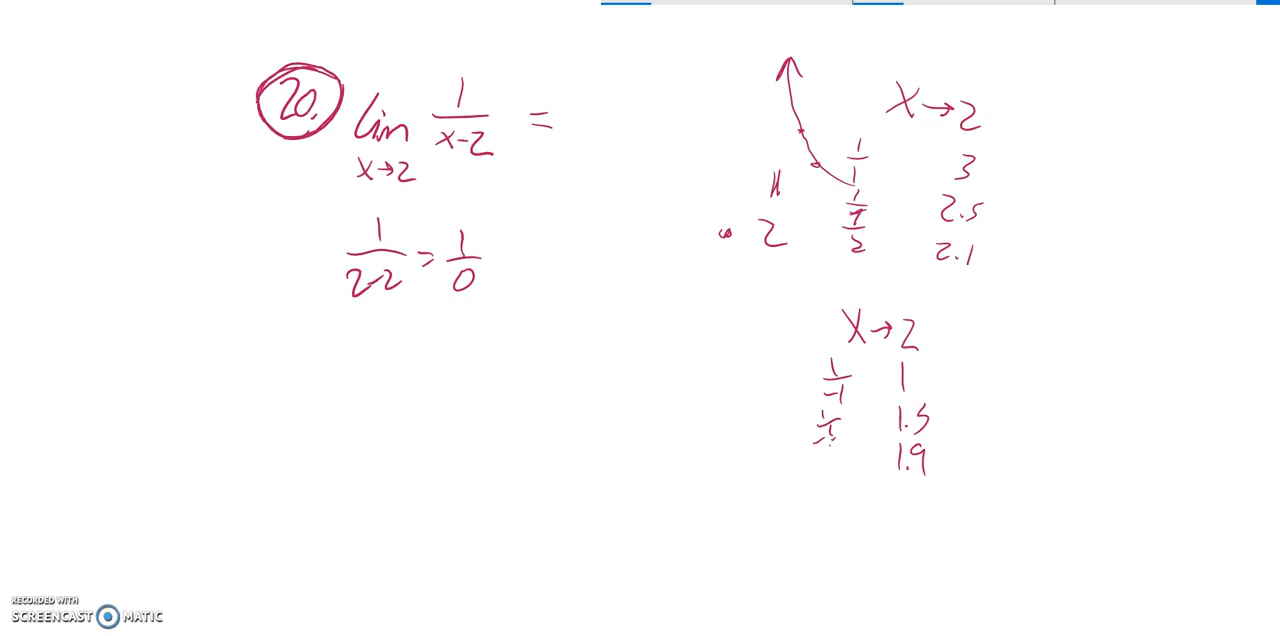 20. lim x→2 1/(x-2) =
1/(2-2) = 1/0
x→2
1/1 3
2.5
2 2.1
x→2
1/-1 1
1.5
1.9
RECORDED WITH
SCREENCAST MATIC